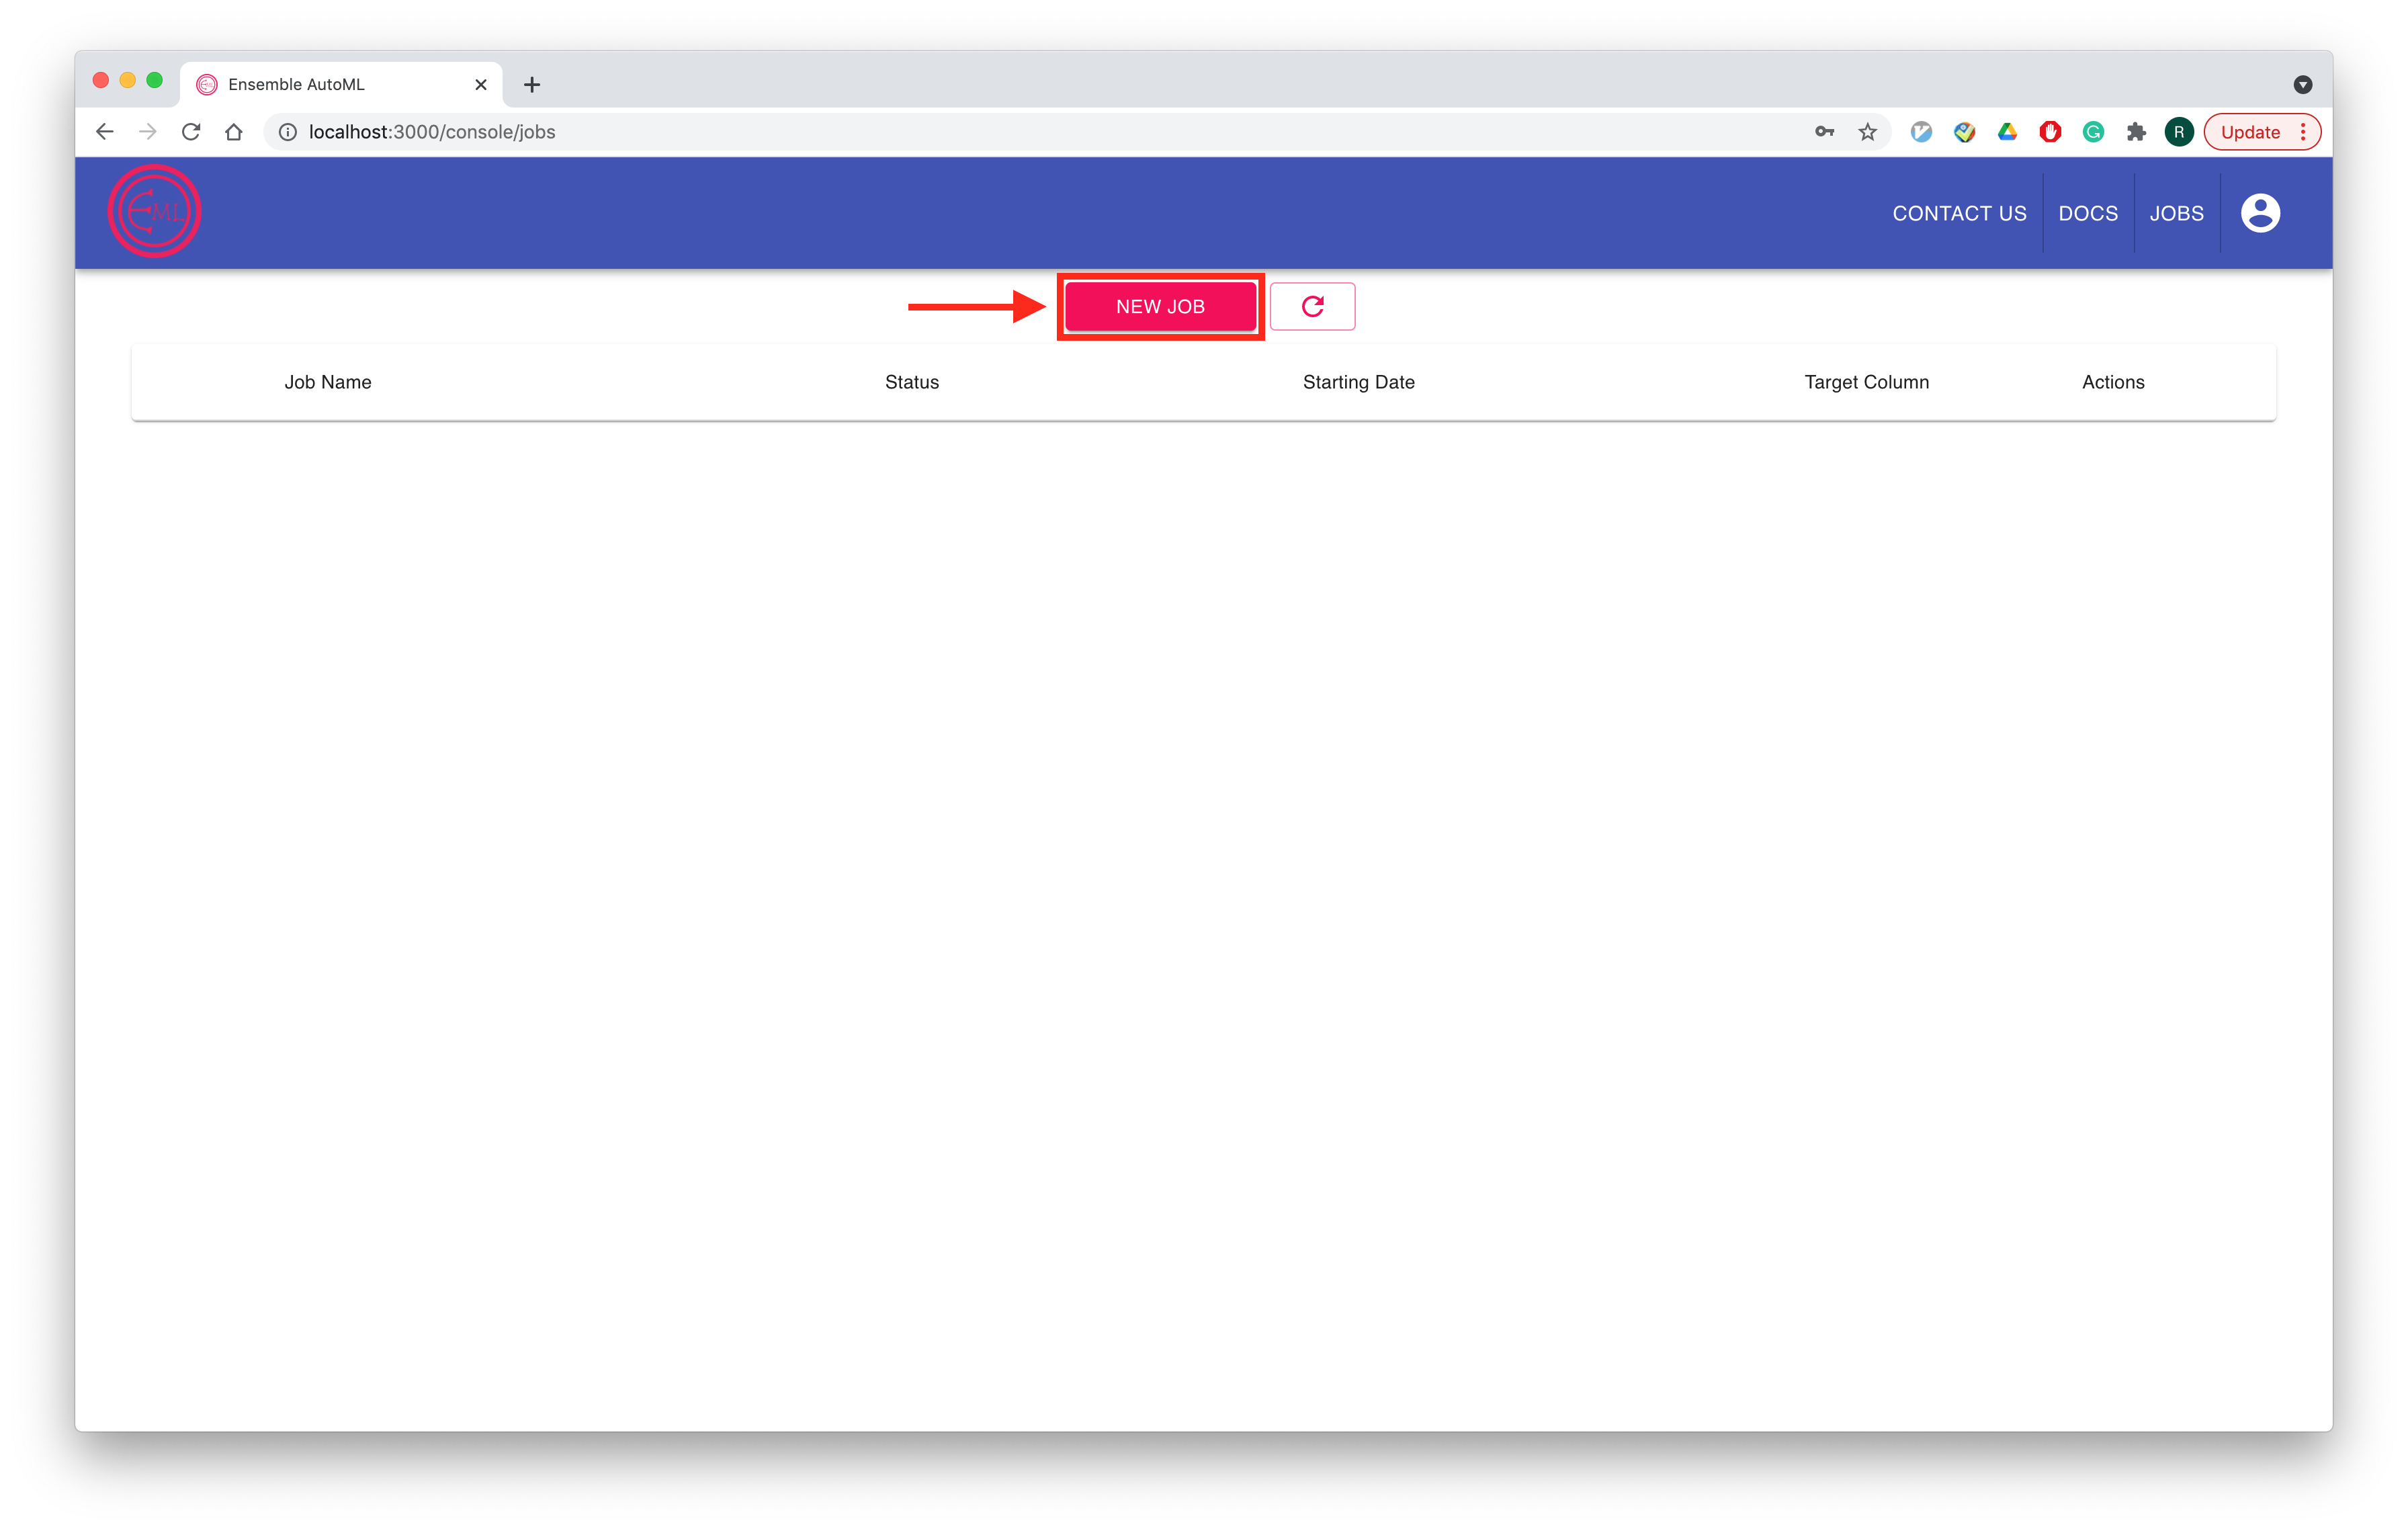 Ensemble AutoML
localhost:3000/console/jobs
R
Update
EML
CONTACT US
DOCS
JOBS
NEW JOB
Job Name
Status
Starting Date
Target Column
Actions